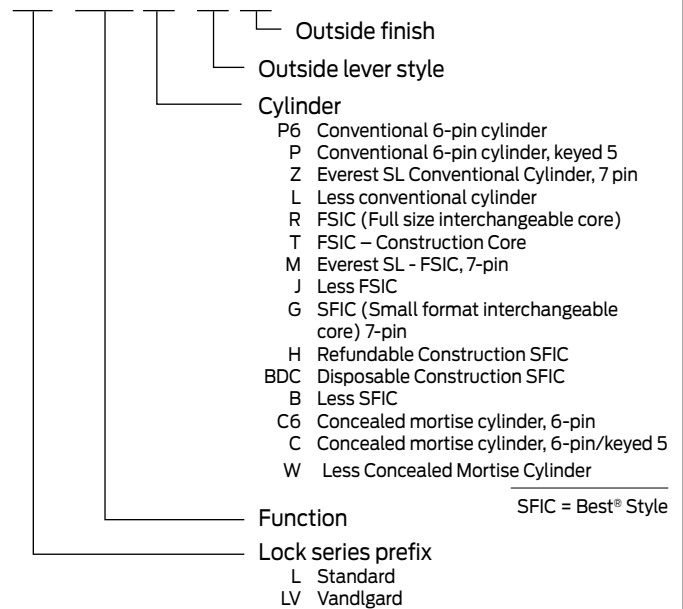 Outside finish
Outside lever style
Cylinder
P6 Conventional 6-pin cylinder
P Conventional 6-pin cylinder, keyed 5
Z Everest SL Conventional Cylinder, 7 pin
L Less conventional cylinder
R FSIC (Full size interchangeable core)
T FSIC – Construction Core
M Everest SL - FSIC, 7-pin
J Less FSIC
G SFIC (Small format interchangeable
core) 7-pin
H Refundable Construction SFIC
BDC Disposable Construction SFIC
B Less SFIC
C6 Concealed mortise cylinder, 6-pin
C Concealed mortise cylinder, 6-pin/keyed 5
W Less Concealed Mortise Cylinder
SFIC = Best® Style
Function
Lock series prefix
L Standard
LV Vandlgard